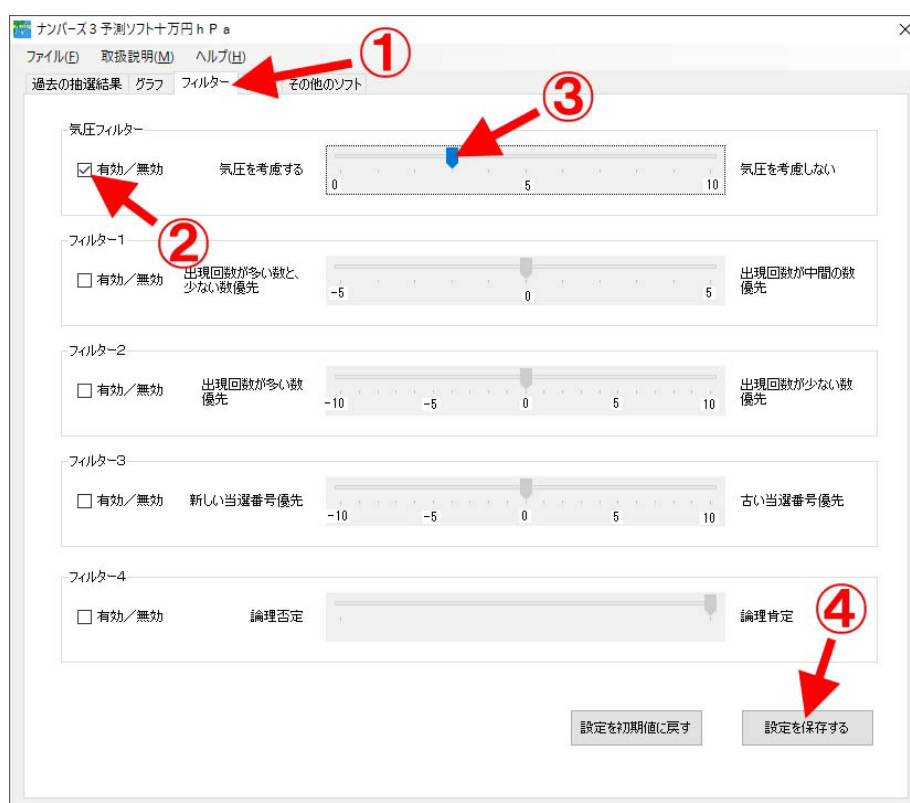 ナンバーズ3予測ソフト十万円hPa
ファイル(F) 取扱説明(M) ヘルプ(H)
①
過去の抽選結果 グラフ フィルター その他のソフト
③
気圧フィルター
有効/無効 気圧を考慮する 0 5 10 気圧を考慮しない
②
フィルター1
有効/無効 出現回数が多い数と、
少ない数優先 -5 0 5 出現回数が中間の数
優先
フィルター2
有効/無効 出現回数が多い数
優先 -10 -5 0 5 10 出現回数が少ない数
優先
フィルター3
有効/無効 新しい当選番号優先 -10 -5 0 5 10 古い当選番号優先
フィルター4
有効/無効 論理否定 論理肯定
④
設定を初期値に戻す 設定を保存する